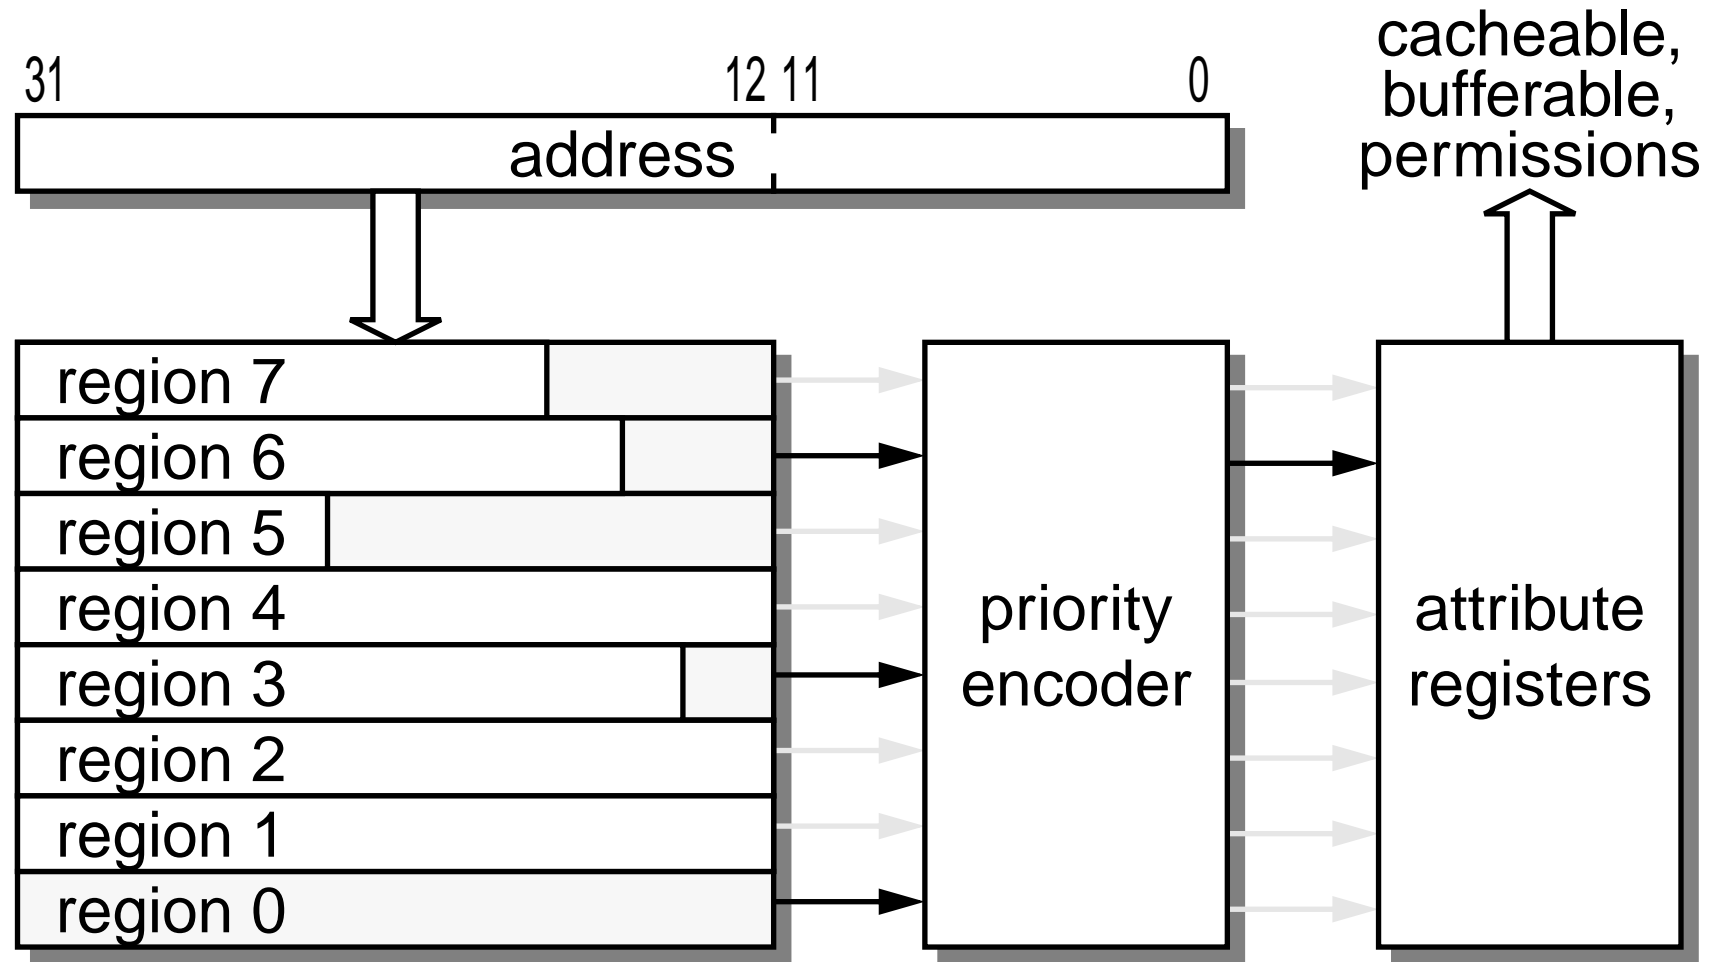 31 12 11 0
address
cacheable,
bufferable,
permissions
region 7
region 6
region 5
region 4
region 3
region 2
region 1
region 0
priority
encoder
attribute
registers